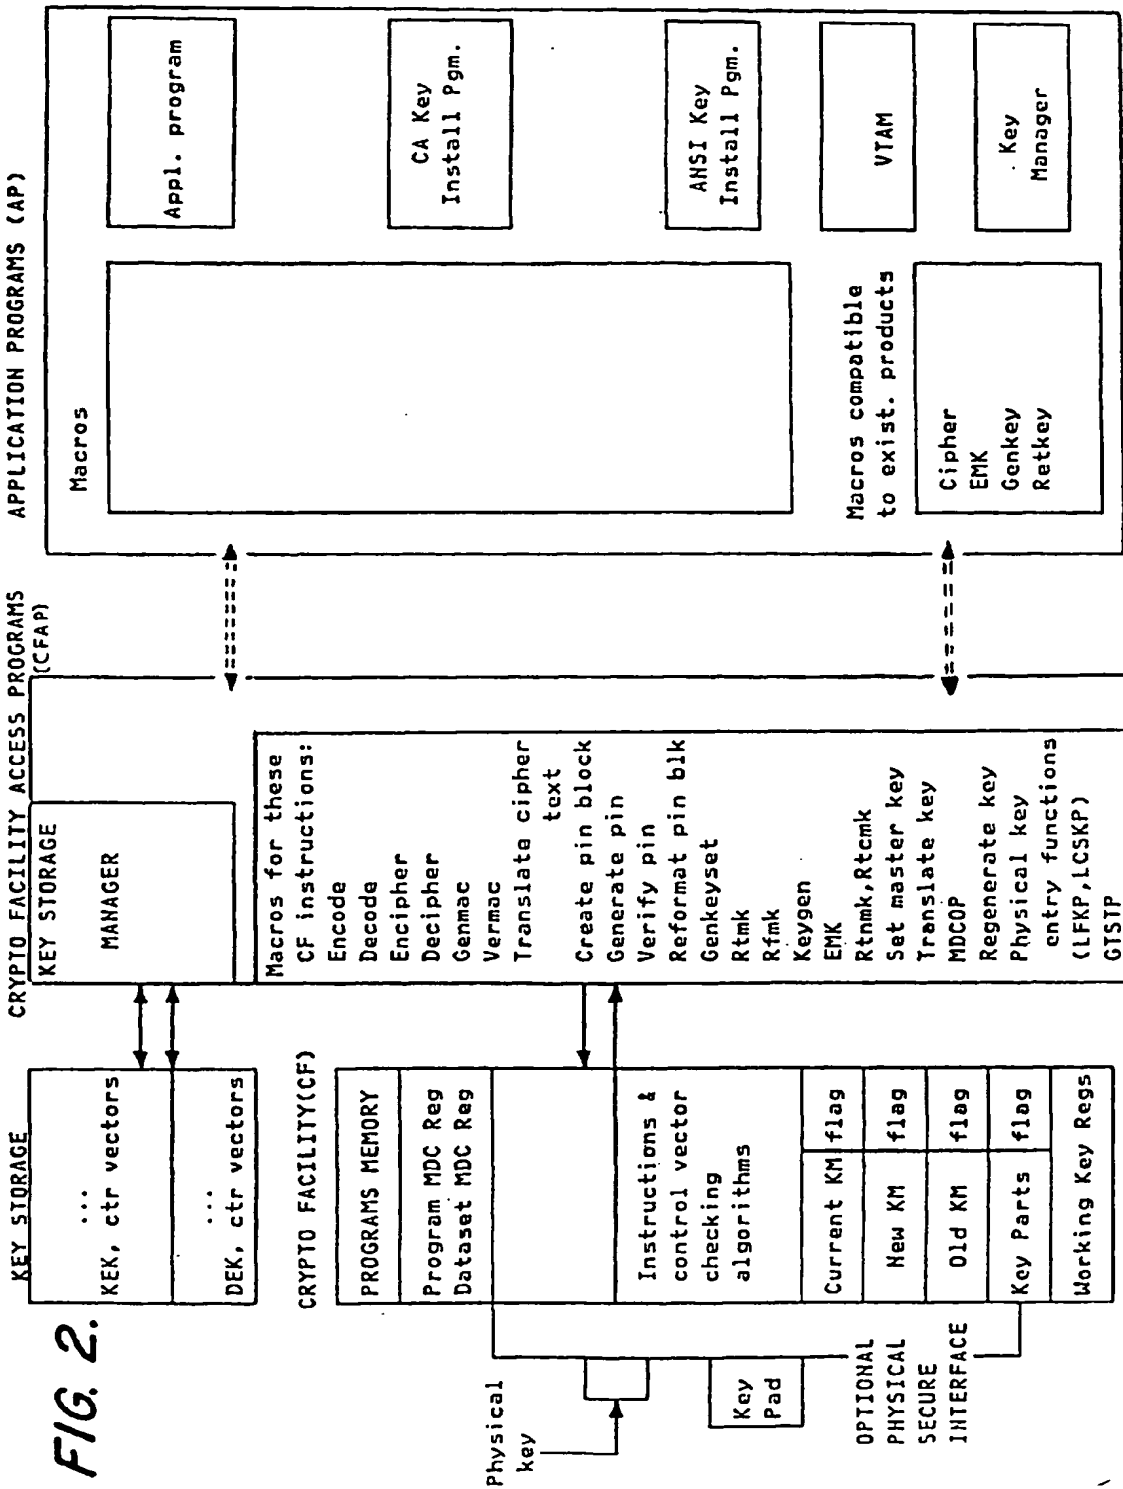 FIG. 2.
KEY STORAGE
...
KEK, ctr vectors
...
DEK, ctr vectors
CRYPTO FACILITY(CF)
PROGRAMS MEMORY
Program MDC Reg
Dataset MDC Reg
Instructions &
control vector
checking
algorithms
Current KM
flag
New KM
flag
Old KM
flag
Key Parts
flag
Working Key Regs
Physical
key
Key
Pad
OPTIONAL
PHYSICAL
SECURE
INTERFACE
CRYPTO FACILITY ACCESS PROGRAMS
(CFAP)
KEY STORAGE
MANAGER
Macros for these
CF instructions:
Encode
Decode
Encipher
Decipher
Genmac
Vermac
Translate cipher
text
Create pin block
Generate pin
Verify pin
Reformat pin blk
Genkeyset
Rtmk
Rfmk
Keygen
EMK
Rtnmk,Rtcmk
Set master key
Translate key
MDCOP
Regenerate key
Physical key
entry functions
(LFKP,LCSKP)
GTSTP
APPLICATION PROGRAMS (AP)
Macros
Appl. program
CA Key
Install Pgm.
ANSI Key
Install Pgm.
Macros compatible
to exist. products
Cipher
EMK
Genkey
Retkey
VTAM
Key
Manager